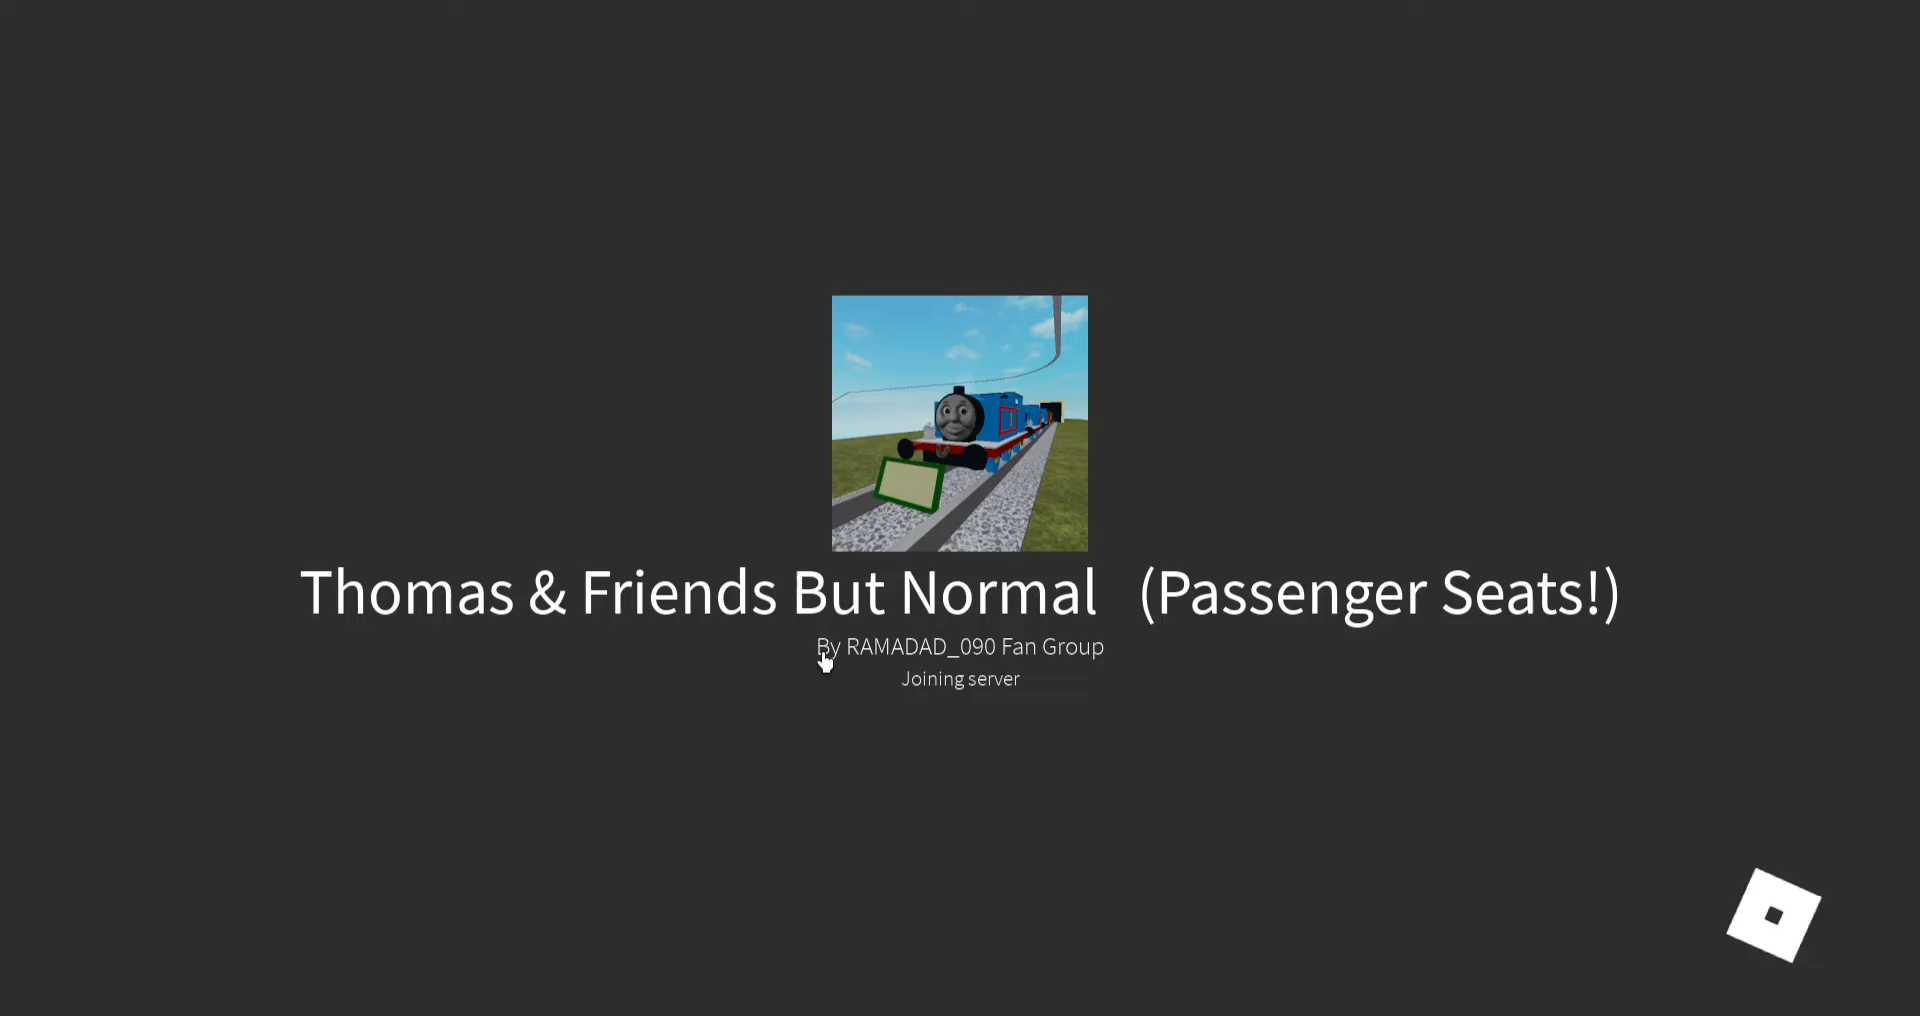 Thomas & Friends But Normal (Passenger Seats!)
By RAMADAD_090 Fan Group
Joining server